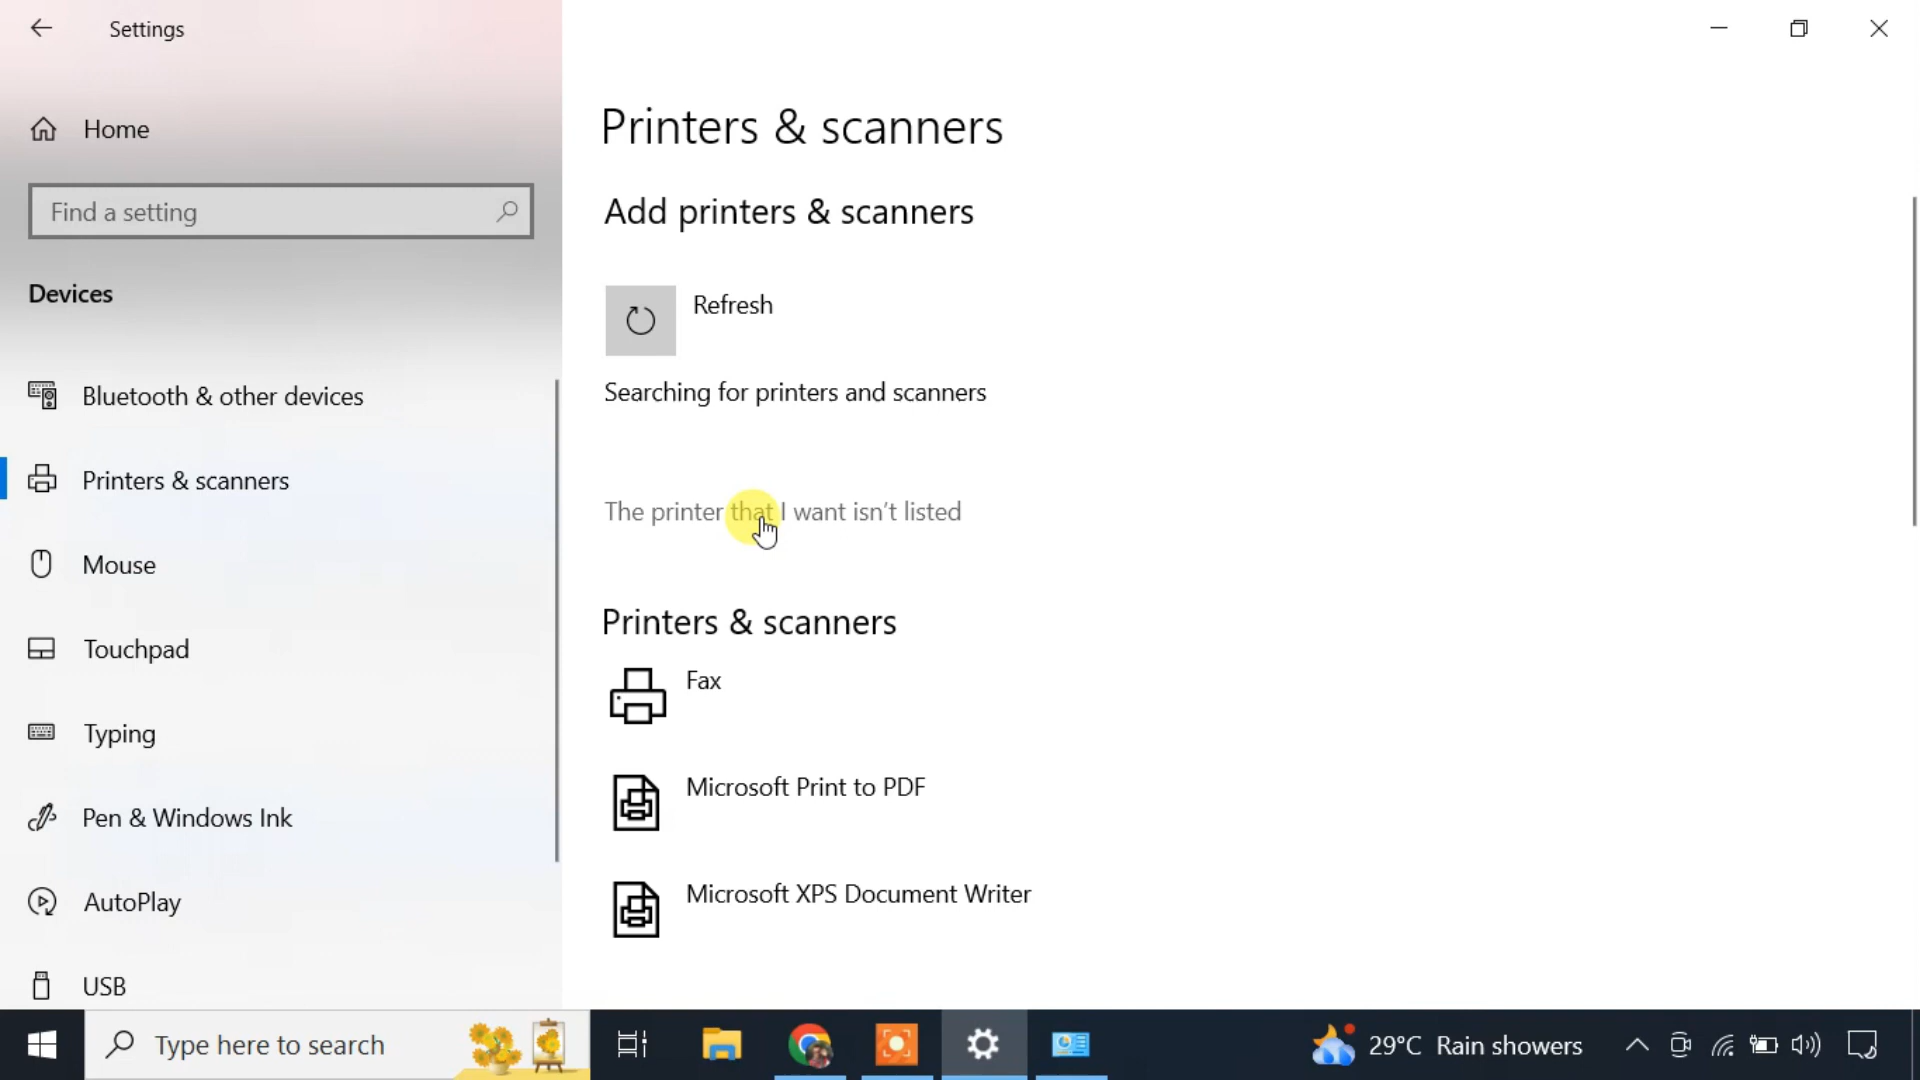 Settings
Home
Find a setting
Devices
Bluetooth & other devices
Printers & scanners
Mouse
Touchpad
Typing
Pen & Windows Ink
AutoPlay
USB
Printers & scanners
Add printers & scanners
Refresh
Searching for printers and scanners
The printer that I want isn't listed
Printers & scanners
Fax
Microsoft Print to PDF
Microsoft XPS Document Writer
Type here to search
29°C Rain showers